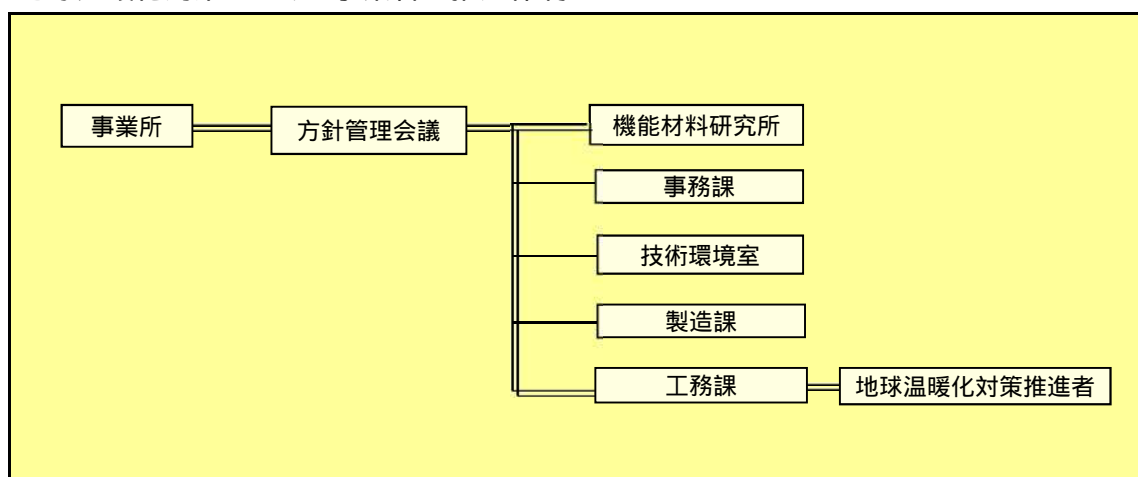 事業所
方針管理会議
機能材料研究所
事務課
技術環境室
製造課
工務課
地球温暖化対策推進者